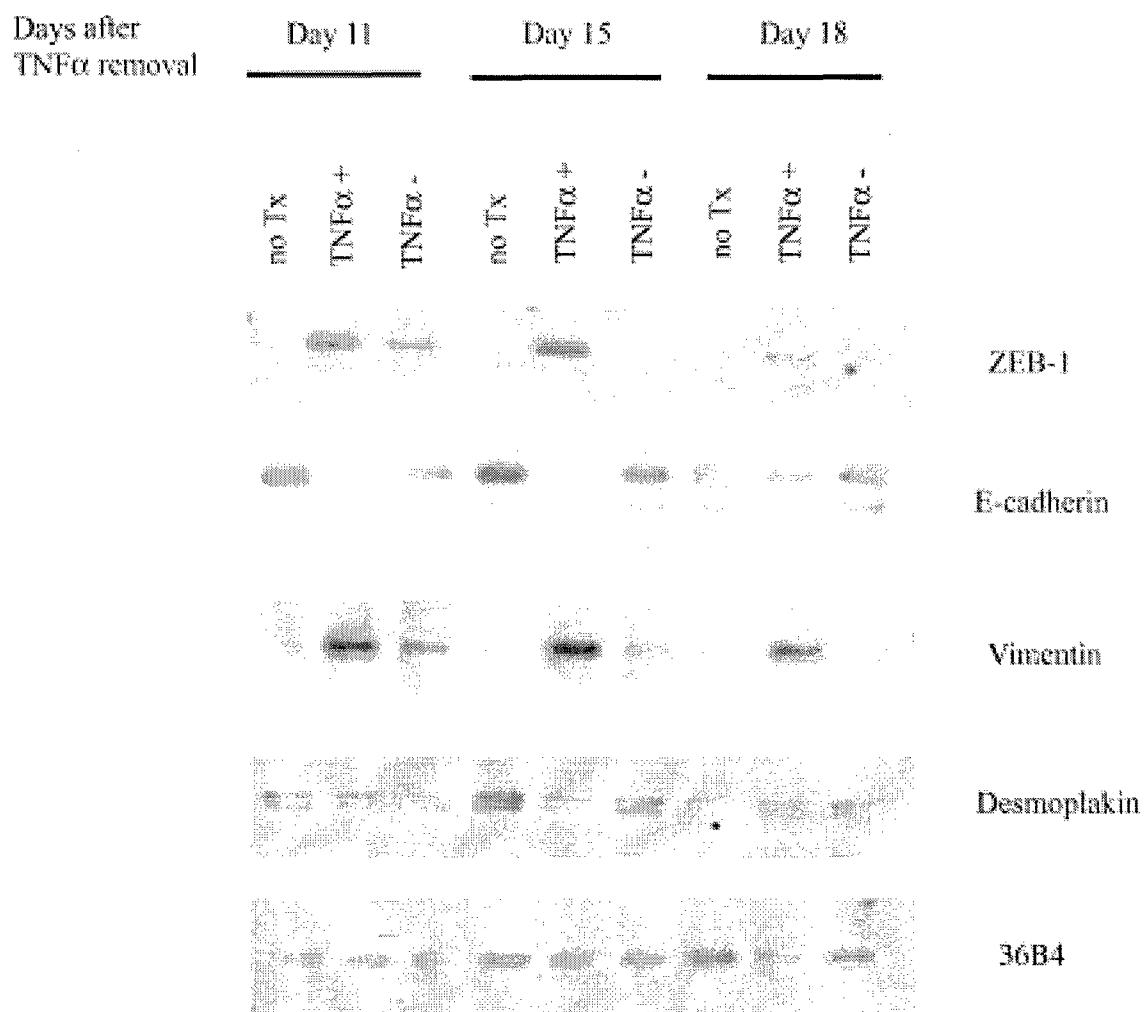 Days after
TNFα removal
Day 11
Day 15
Day 18
no Tx
TNFα +
TNFα -
no Tx
TNFα +
TNFα -
no Tx
TNFα +
TNFα -
ZEB-1
E-cadherin
Vimentin
Desmoplakin
36B4